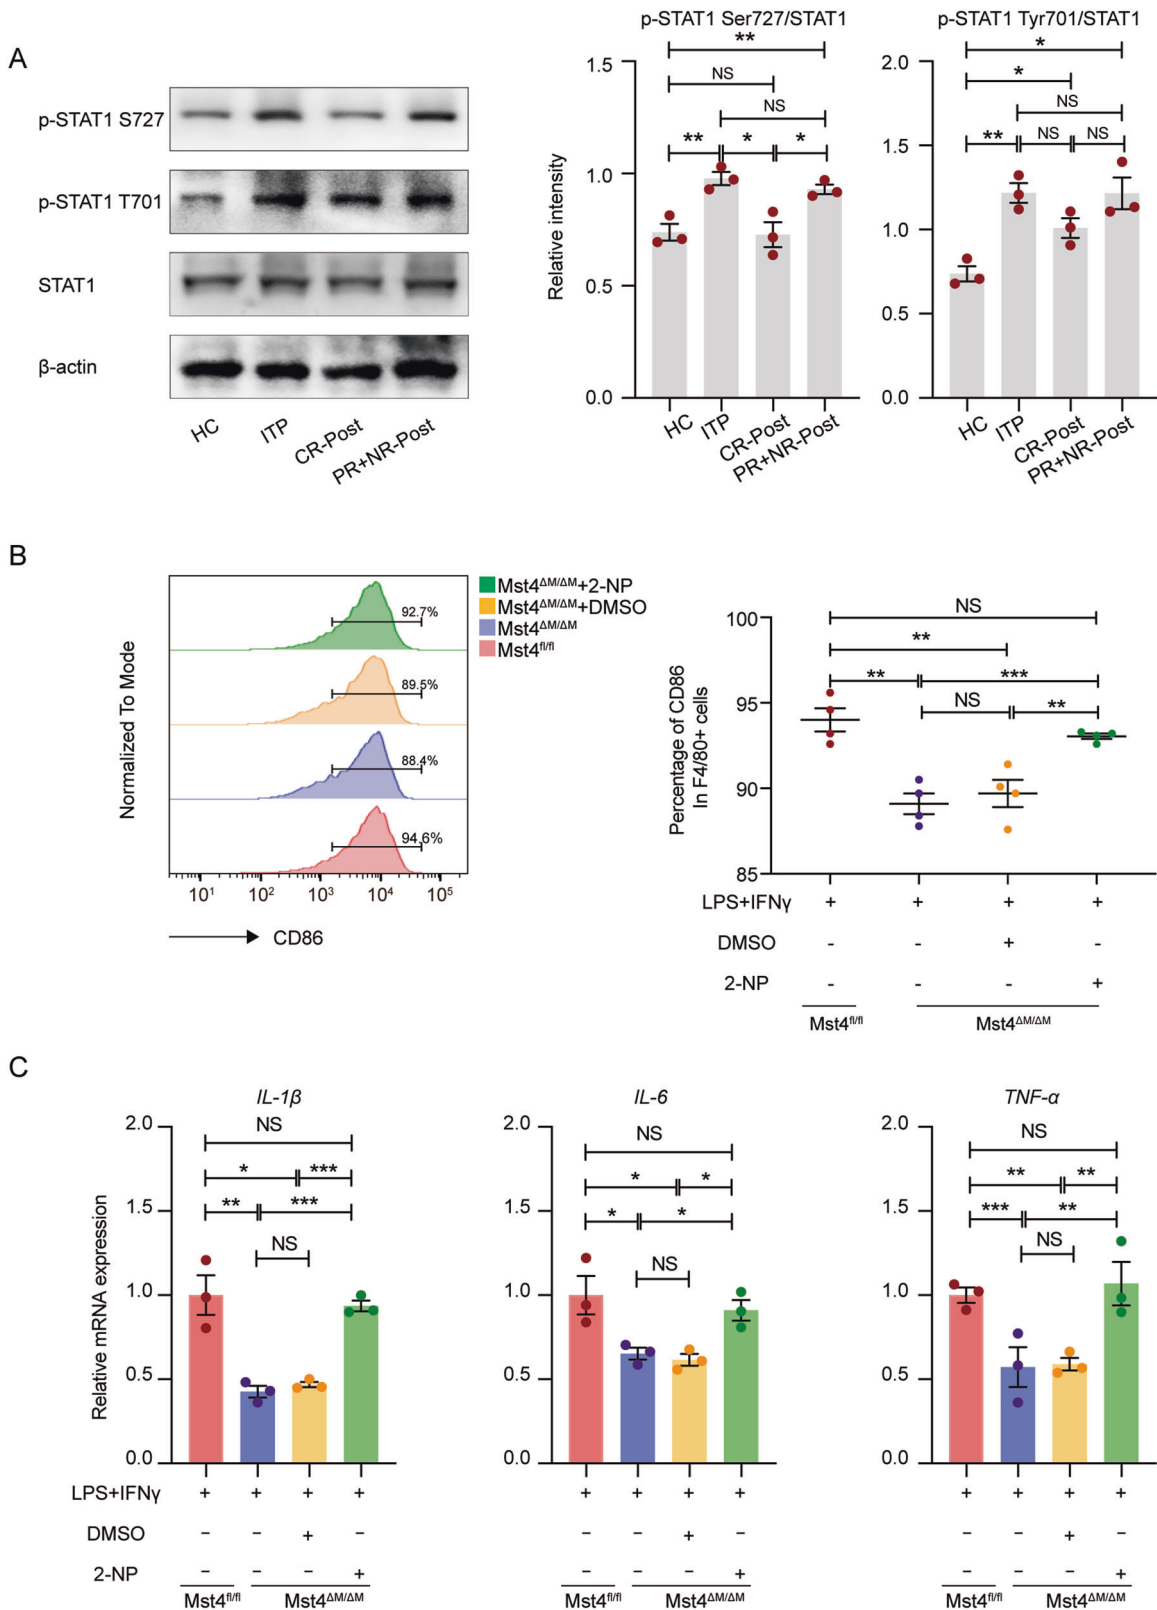 A
p-STAT1 S727
p-STAT1 T701
STAT1
β-actin
HC
ITP
CR-Post
PR+NR-Post
p-STAT1 Ser727/STAT1
**
NS
NS
** * *
Relative intensity
1.5
1.0
0.5
0.0
HC
ITP
CR-Post
PR+NR-Post
p-STAT1 Tyr701/STAT1
*
*
NS
** NS NS
2.0
1.5
1.0
0.5
0.0
HC
ITP
CR-Post
PR+NR-Post
B
Normalized To Mode
92.7%
89.5%
88.4%
94.6%
10¹ 10² 10³ 10⁴ 10⁵
CD86
Mst4ΔM/ΔM+2-NP
Mst4ΔM/ΔM+DMSO
Mst4ΔM/ΔM
Mst4fl/fl
Percentage of CD86
In F4/80+ cells
100
95
90
85
NS
**
** ***
NS **
LPS+IFNγ + + + +
DMSO - - + -
2-NP - - - +
Mst4fl/fl Mst4ΔM/ΔM
C
Relative mRNA expression
IL-1β
2.0
1.5
1.0
0.5
0.0
NS
* ***
** ***
NS
LPS+IFNγ + + + +
DMSO − − + −
2-NP − − − +
Mst4fl/fl Mst4ΔM/ΔM
IL-6
2.0
1.5
1.0
0.5
0.0
NS
* *
* *
NS
+ + + +
− − + −
− − − +
Mst4fl/fl Mst4ΔM/ΔM
TNF-α
2.0
1.5
1.0
0.5
0.0
NS
** **
*** **
NS
+ + + +
− − + −
− − − +
Mst4fl/fl Mst4ΔM/ΔM